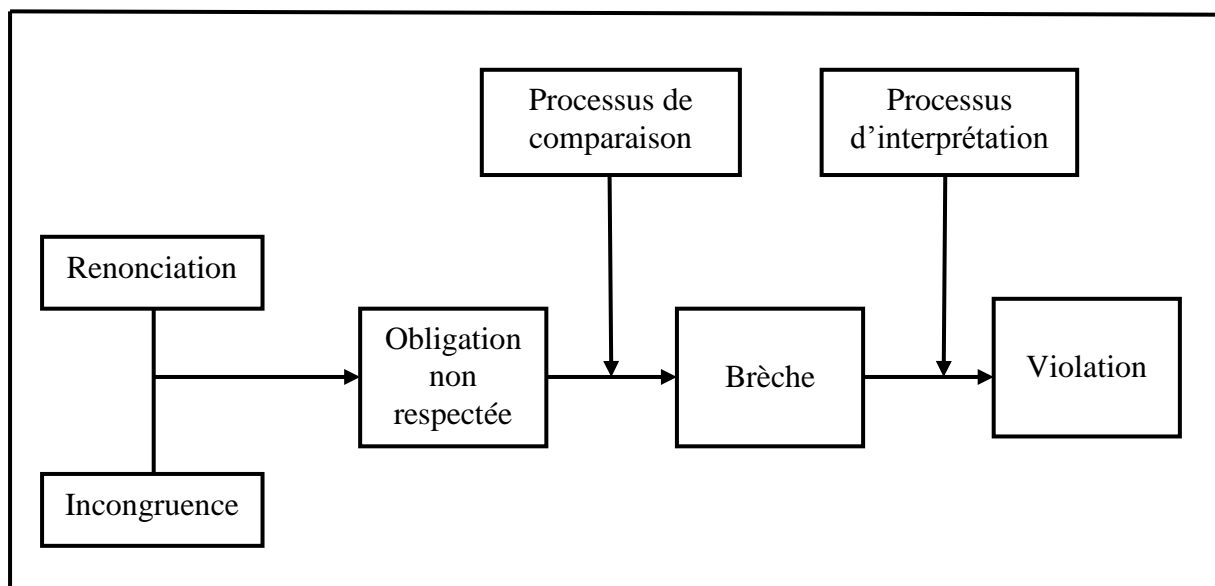 Processus de
comparaison
Processus
d’interprétation
Renonciation
Obligation
non
respectée
Brèche
Violation
Incongruence